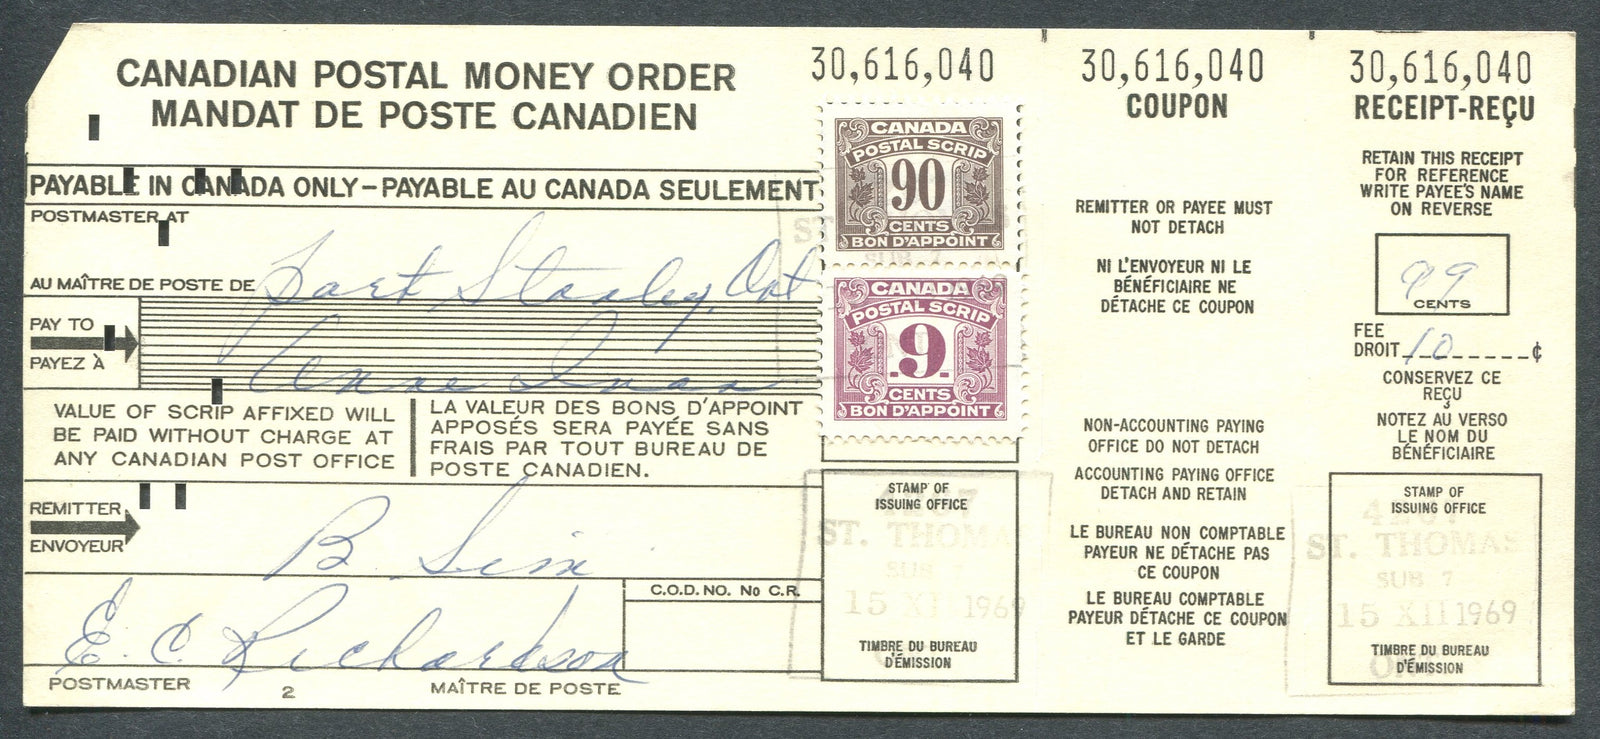 CANADIAN POSTAL MONEY ORDER
MANDAT DE POSTE CANADIEN
PAYABLE IN CANADA ONLY – PAYABLE AU CANADA SEULEMENT
POSTMASTER AT
AU MAÎTRE DE POSTE DE
Port Stanley, Ont
PAY TO
PAYEZ À
Anne
VALUE OF SCRIP AFFIXED WILL
BE PAID WITHOUT CHARGE AT
ANY CANADIAN POST OFFICE
LA VALEUR DES BONS D'APPOINT
APPOSÉS SERA PAYÉE SANS
FRAIS PAR TOUT BUREAU DE
POSTE CANADIEN.
REMITTER
ENVOYEUR
B. Sim
C.O.D. NO. No C.R.
E. C. Richardson
POSTMASTER 2 MAÎTRE DE POSTE
30,616,040
CANADA
POSTAL SCRIP
90
CENTS
BON D'APPOINT
CANADA
POSTAL SCRIP
.9.
CENTS
BON D'APPOINT
STAMP OF
ISSUING OFFICE
4207
ST. THOMAS
SUB 7
15 XII 1969
TIMBRE DU BUREAU
D'ÉMISSION
30,616,040
COUPON
REMITTER OR PAYEE MUST
NOT DETACH
NI L'ENVOYEUR NI LE
BÉNÉFICIAIRE NE
DÉTACHE CE COUPON
NON-ACCOUNTING PAYING
OFFICE DO NOT DETACH
ACCOUNTING PAYING OFFICE
DETACH AND RETAIN
LE BUREAU NON COMPTABLE
PAYEUR NE DÉTACHE PAS
CE COUPON
LE BUREAU COMPTABLE
PAYEUR DÉTACHE CE COUPON
ET LE GARDE
30,616,040
RECEIPT-REÇU
RETAIN THIS RECEIPT
FOR REFERENCE
WRITE PAYEE'S NAME
ON REVERSE
99
CENTS
FEE
DROIT 10 ¢
CONSERVEZ CE
REÇU
NOTEZ AU VERSO
LE NOM DU
BÉNÉFICIAIRE
STAMP OF
ISSUING OFFICE
4207
ST. THOMAS
SUB 7
15 XII 1969
TIMBRE DU BUREAU
D'ÉMISSION
ONT